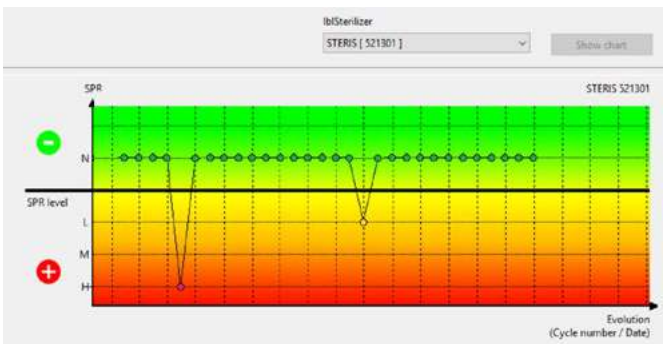 lblSterilizer
STERIS [ 521301 ]
Show chart
SPR
STERIS 521301
N
SPR level
L
M
H
Evolution
(Cycle number / Date)